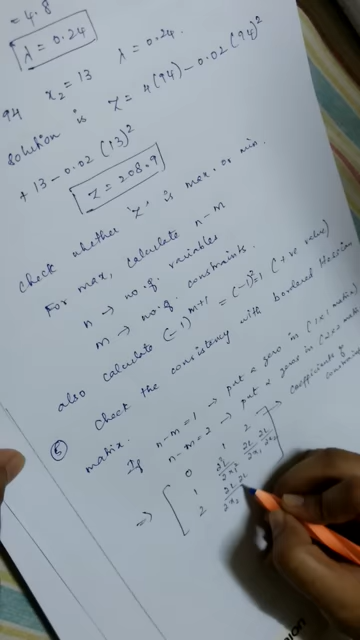 = 4.8
λ = 0.24
94 x₂ = 13 λ = 0.24.
solution is Z = 4(94) - 0.02(94)²
+ 13 - 0.02(13)²
Z = 208.9
check whether 'Z' is max. or min.
For max, calculate n-m
n → no. of variables
m → no. of constraints.
also calculate (-1)^(m+1) = (-1)² = 1 (+ve value)
⑤ check the consistency with bordered Hessian
matrix.
If n-m = 1 → put a zero in (1×1 matrix)
n-m = 2 → put 2 zeros in
0 1 2 → coefficients of
1
⇒ 2